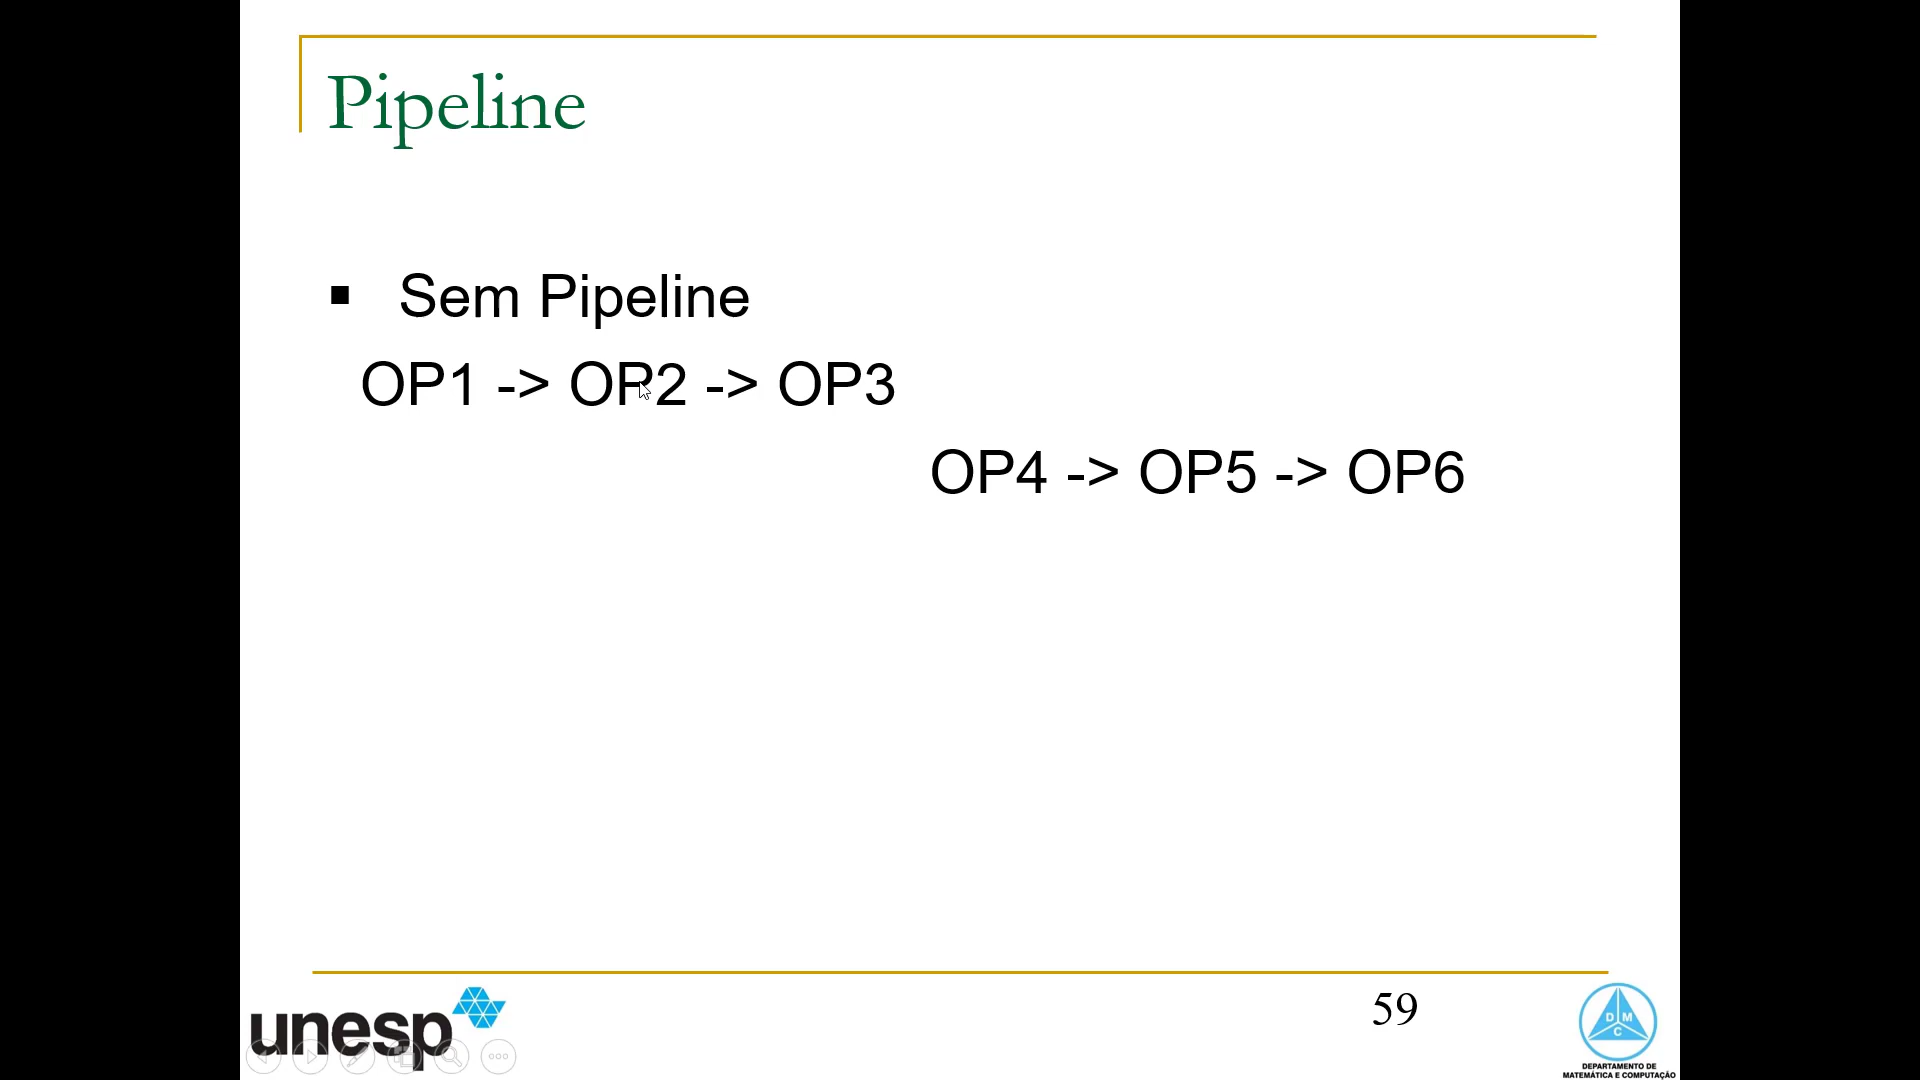 Pipeline
▪ Sem Pipeline
OP1 -> OP2 -> OP3
OP4 -> OP5 -> OP6
unesp
59
D M
C
DEPARTAMENTO DE
MATEMÁTICA E COMPUTAÇÃO